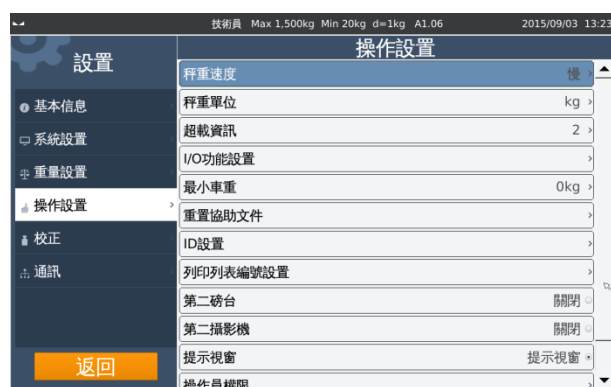 技術員 Max 1,500kg Min 20kg d=1kg A1.06 2015/09/03 13:23
設置
操作設置
基本信息
系統設置
重量設置
操作設置
校正
通訊
返回
秤重速度 慢
秤重單位 kg
超載資訊 2
I/O功能設置
最小車重 0kg
重置協助文件
ID設置
列印列表編號設置
第二磅台 關閉
第二攝影機 關閉
提示視窗 提示視窗
操作員權限